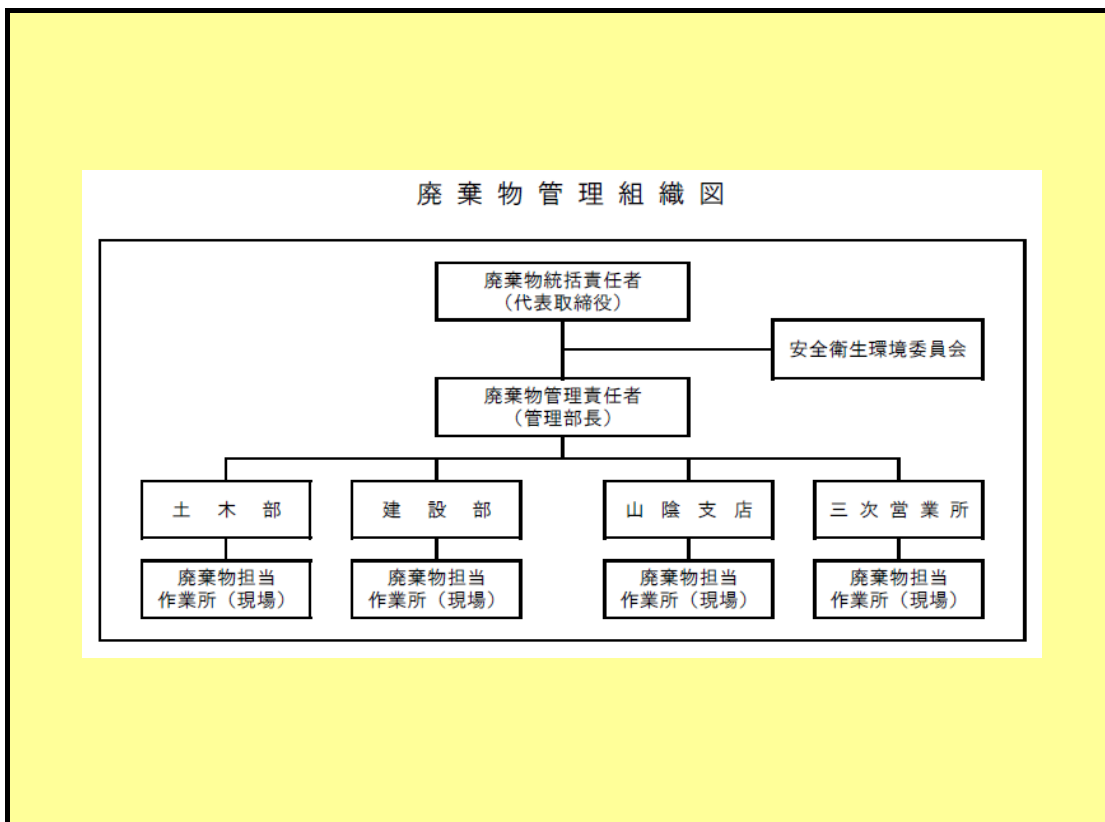 廃棄物管理組織図
廃棄物統括責任者
（代表取締役）
安全衛生環境委員会
廃棄物管理責任者
（管理部長）
土木部
建設部
山陰支店
三次営業所
廃棄物担当
作業所（現場）
廃棄物担当
作業所（現場）
廃棄物担当
作業所（現場）
廃棄物担当
作業所（現場）